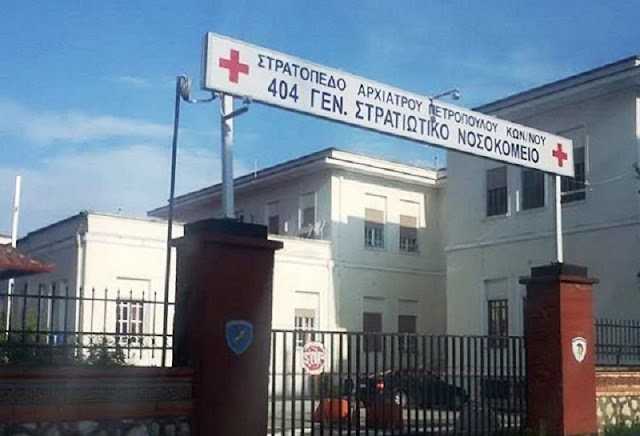 ΣΤΡΑΤΟΠΕΔΟ ΑΡΧΙΑΤΡΟΥ ΠΕΤΡΟΠΟΥΛΟΥ ΚΩΝ/ΝΟΥ
404 ΓΕΝ. ΣΤΡΑΤΙΩΤΙΚΟ ΝΟΣΟΚΟΜΕΙΟ
STOP